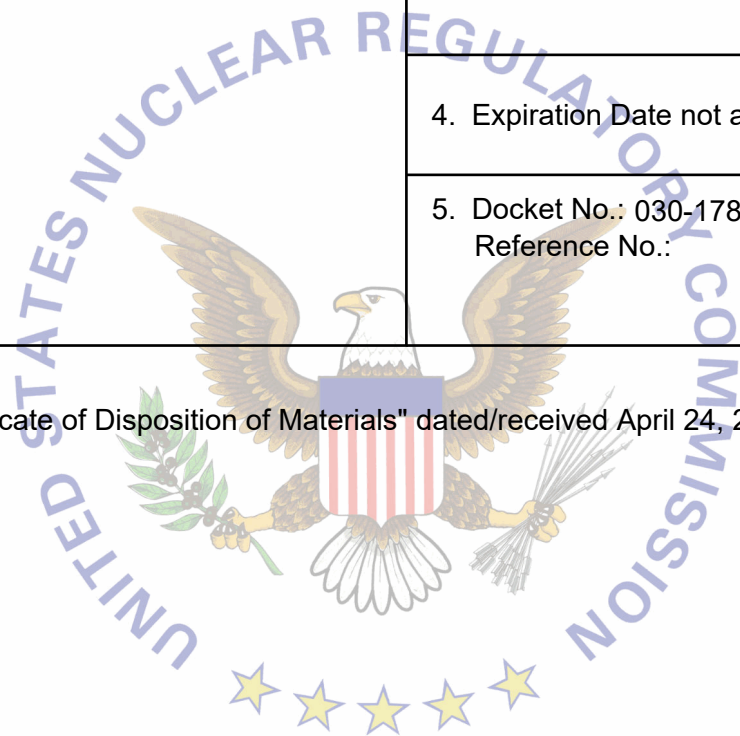 UNITED STATES NUCLEAR REGULATORY COMMISSION
4. Expiration Date not a
5. Docket No.: 030-178
Reference No.:
cate of Disposition of Materials" dated/received April 24, 2